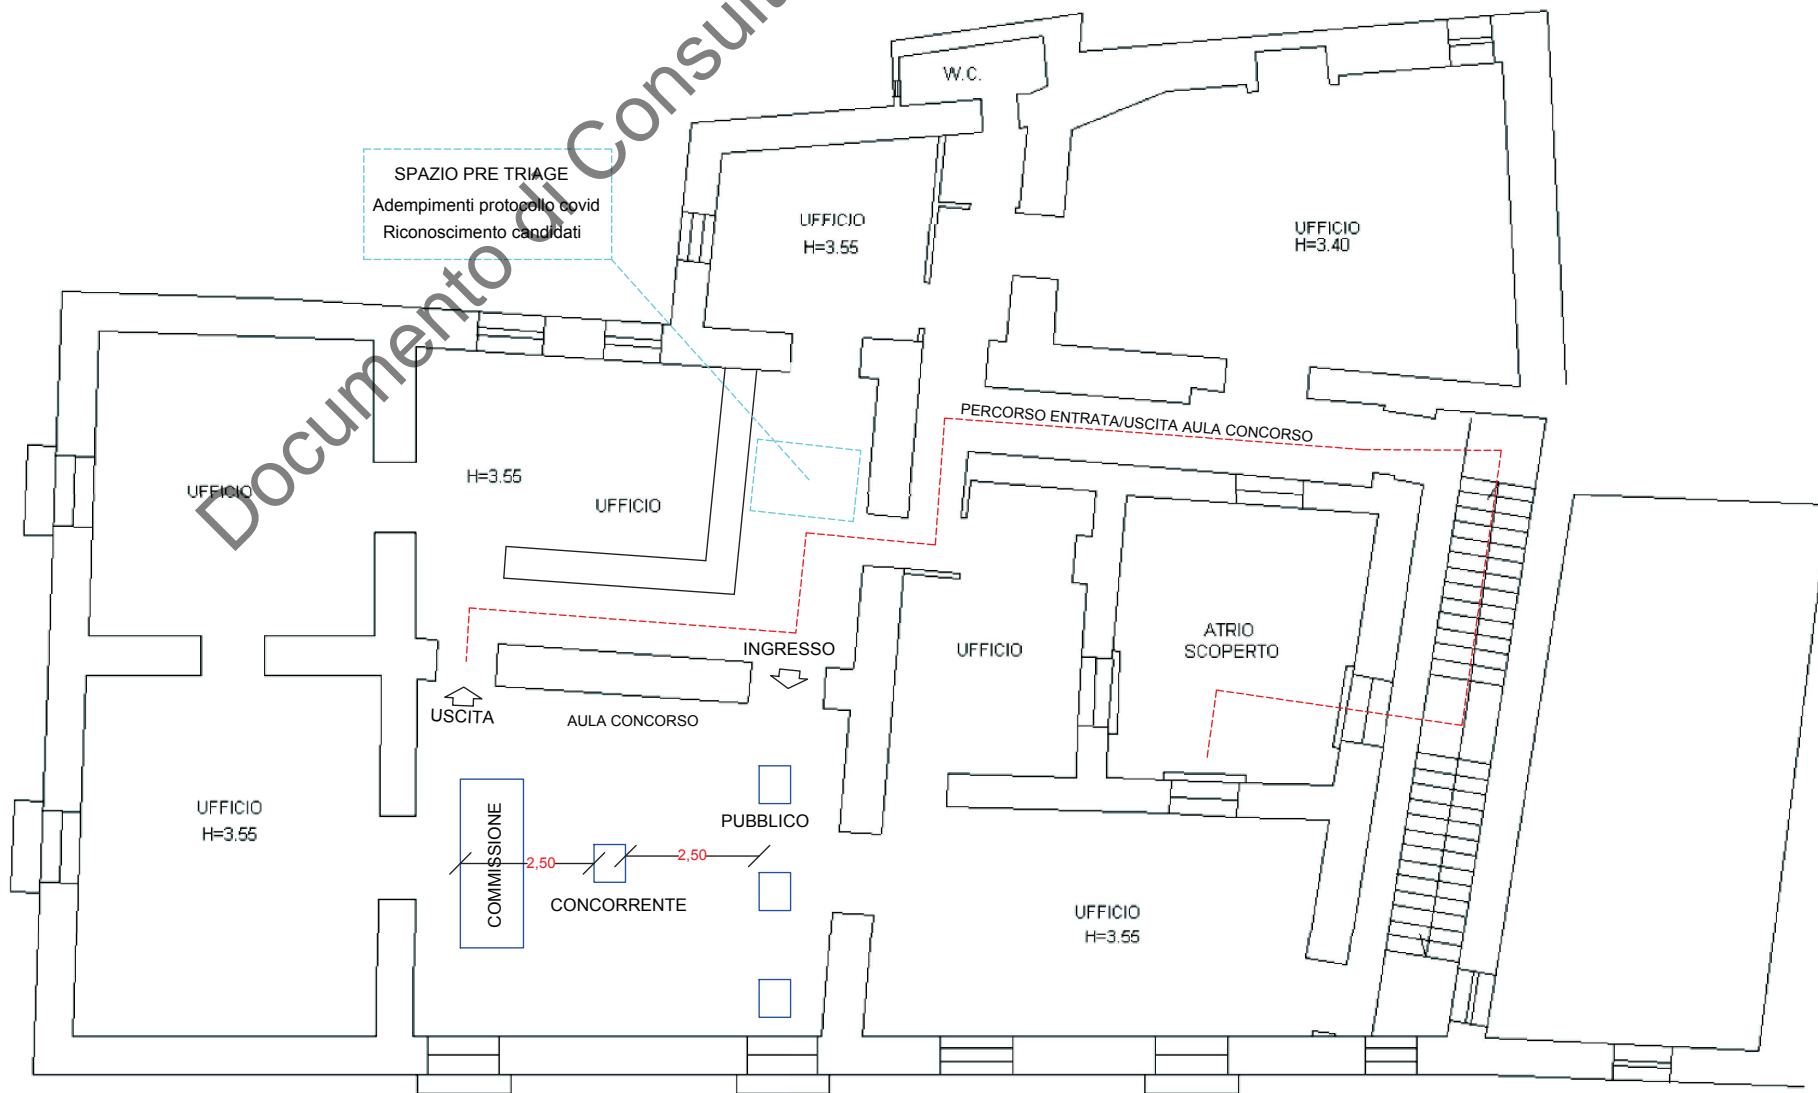 W.C.
SPAZIO PRE TRIAGE
Adempimenti protocollo covid
Riconoscimento candidati
Documento di
UFFICIO
H=3.55
UFFICIO
H=3.40
PERCORSO ENTRATA/USCITA AULA CONCORSO
UFFICIO
H=3.55
UFFICIO
INGRESSO
USCITA
AULA CONCORSO
UFFICIO
ATRIO
SCOPERTO
UFFICIO
H=3.55
COMMISSIONE
2,50
CONCORRENTE
2,50
PUBBLICO
UFFICIO
H=3.55